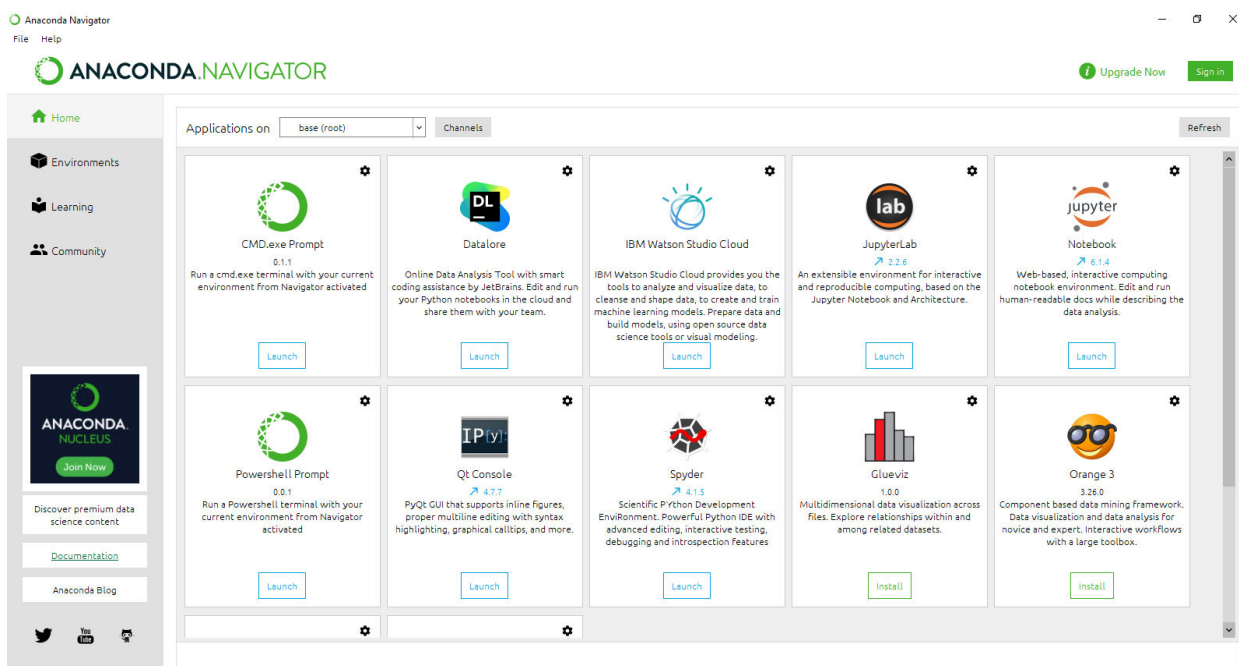 Anaconda Navigator
File Help
ANACONDA.NAVIGATOR
i Upgrade Now
Sign in
Home
Environments
Learning
Community
ANACONDA.
NUCLEUS
Join Now
Discover premium data
science content
Documentation
Anaconda Blog
You
Tube
Applications on
base (root)
Channels
Refresh
CMD.exe Prompt
0.1.1
Run a cmd.exe terminal with your current
environment from Navigator activated
Launch
DL
Datalore
Online Data Analysis Tool with smart
coding assistance by JetBrains. Edit and run
your Python notebooks in the cloud and
share them with your team.
Launch
IBM Watson Studio Cloud
IBM Watson Studio Cloud provides you the
tools to analyze and visualize data, to
cleanse and shape data, to create and train
machine learning models. Prepare data and
build models, using open source data
science tools or visual modeling.
Launch
lab
JupyterLab
2.2.6
An extensible environment for interactive
and reproducible computing, based on the
Jupyter Notebook and Architecture.
Launch
jupyter
Notebook
6.1.4
Web-based, interactive computing
notebook environment. Edit and run
human-readable docs while describing the
data analysis.
Launch
Powershell Prompt
0.0.1
Run a Powershell terminal with your
current environment from Navigator
activated
Launch
IP[y]:
Qt Console
4.7.7
PyQt GUI that supports inline figures,
proper multiline editing with syntax
highlighting, graphical calltips, and more.
Launch
Spyder
4.1.5
Scientific PYthon Development
EnviRonment. Powerful Python IDE with
advanced editing, interactive testing,
debugging and introspection features
Launch
Glueviz
1.0.0
Multidimensional data visualization across
files. Explore relationships within and
among related datasets.
Install
Orange 3
3.26.0
Component based data mining framework.
Data visualization and data analysis for
novice and expert. Interactive workflows
with a large toolbox.
Install